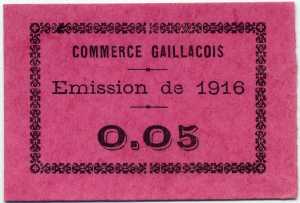 COMMERCE GAILLACOIS
Emission de 1916
0.05